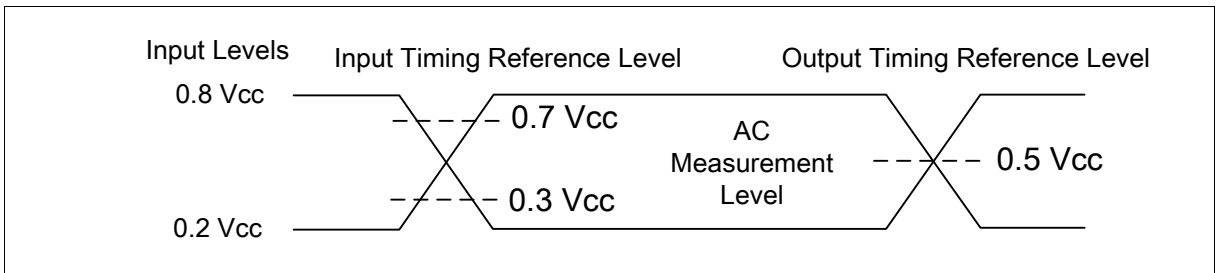 Input Levels
Input Timing Reference Level
Output Timing Reference Level
0.8 Vcc
0.7 Vcc
AC
Measurement
Level
0.5 Vcc
0.3 Vcc
0.2 Vcc